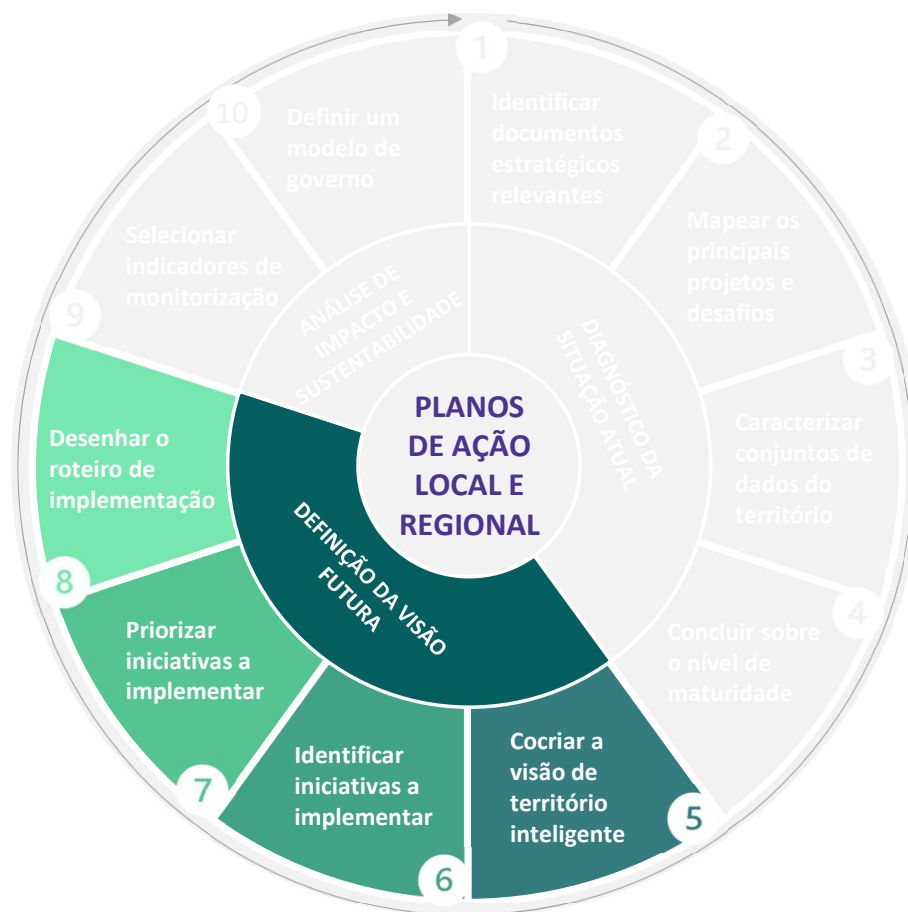 1
Identificar
documentos
estratégicos
relevantes
2
Mapear os
principais
projetos e
desafios
3
Caracterizar
conjuntos de
dados do
território
4
Concluir sobre
o nível de
maturidade
5
Cocriar a
visão de
território
inteligente
6
Identificar
iniciativas a
implementar
7
Priorizar
iniciativas a
implementar
8
Desenhar o
roteiro de
implementação
9
Selecionar
indicadores de
monitorização
10
Definir um
modelo de
governo
DIAGNÓSTICO DA
SITUAÇÃO ATUAL
DEFINIÇÃO DA VISÃO
FUTURA
ANÁLISE DE
IMPACTO E
SUSTENTABILIDADE
PLANOS
DE AÇÃO
LOCAL E
REGIONAL